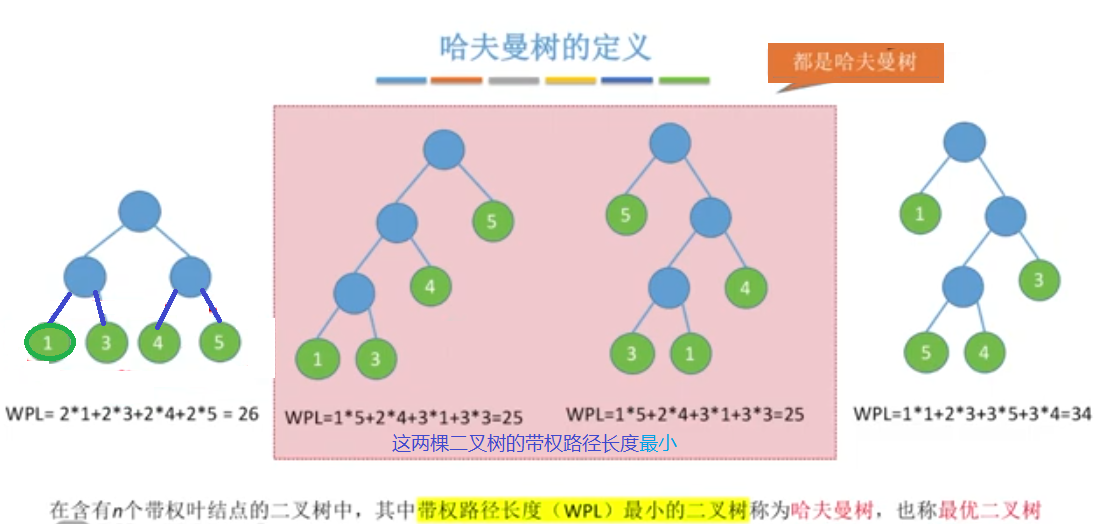 哈夫曼树的定义
都是哈夫曼树
1 3 4 5
5
4
1 3
5
4
3 1
1
3
5 4
WPL= 2*1+2*3+2*4+2*5 = 26
WPL=1*5+2*4+3*1+3*3=25
WPL=1*5+2*4+3*1+3*3=25
WPL=1*1+2*3+3*5+3*4=34
这两棵二叉树的带权路径长度最小
在含有n个带权叶结点的二叉树中，其中带权路径长度（WPL）最小的二叉树称为哈夫曼树，也称最优二叉树